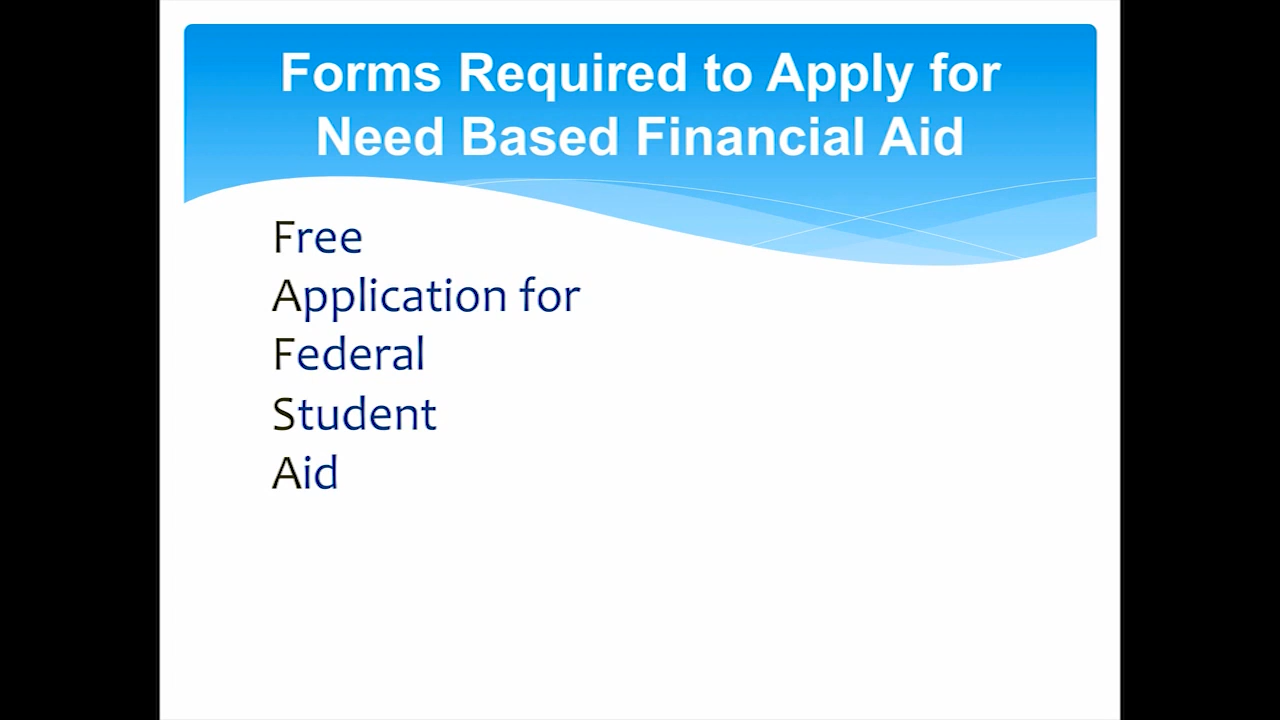 Forms Required to Apply for
Need Based Financial Aid
Free
Application for
Federal
Student
Aid